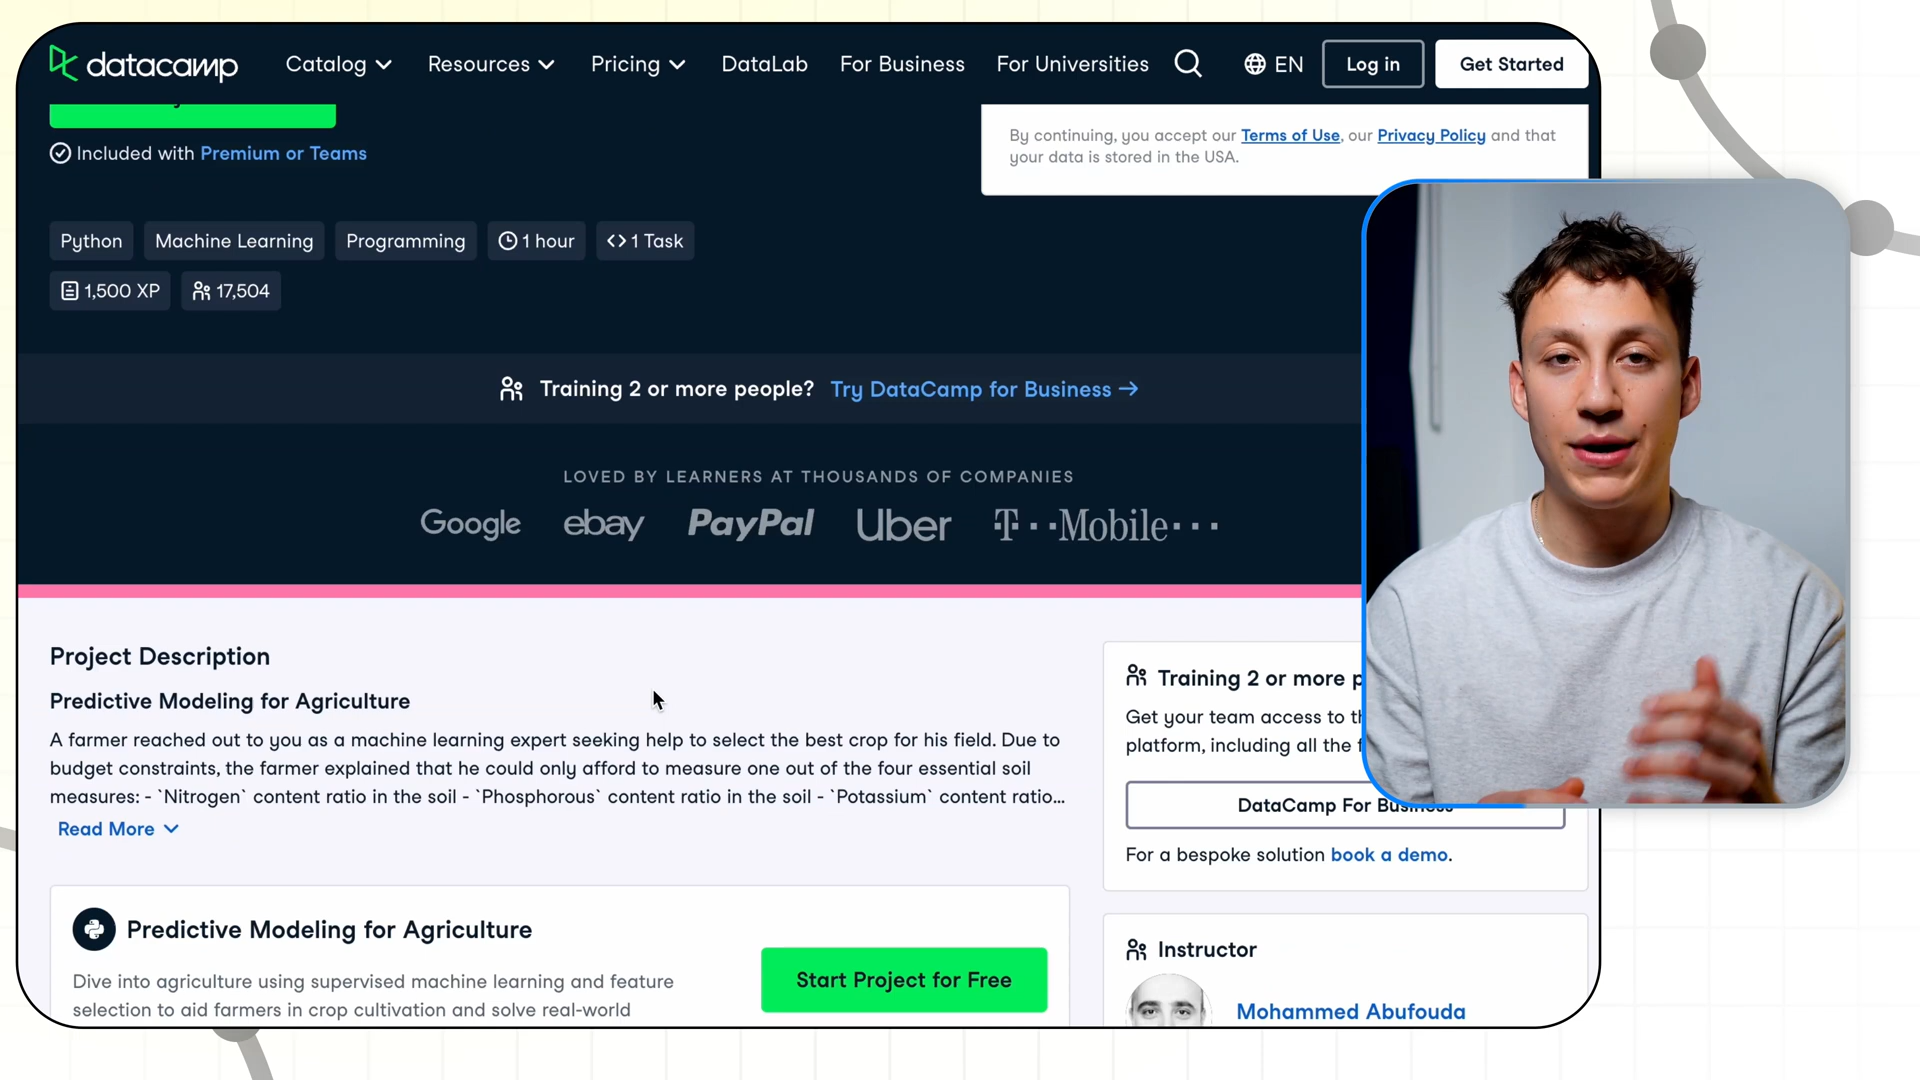 datacamp
Catalog
Resources
Pricing
DataLab
For Business
For Universities
EN
Log in
Get Started
Included with Premium or Teams
By continuing, you accept our Terms of Use, our Privacy Policy and that
your data is stored in the USA.
Python
Machine Learning
Programming
1 hour
<> 1 Task
1,500 XP
17,504
Training 2 or more people? Try DataCamp for Business →
LOVED BY LEARNERS AT THOUSANDS OF COMPANIES
Google
ebay
PayPal
Uber
T··Mobile···
Project Description
Predictive Modeling for Agriculture
A farmer reached out to you as a machine learning expert seeking help to select the best crop for his field. Due to
budget constraints, the farmer explained that he could only afford to measure one out of the four essential soil
measures: - `Nitrogen` content ratio in the soil - `Phosphorous` content ratio in the soil - `Potassium` content ratio...
Read More
Predictive Modeling for Agriculture
Dive into agriculture using supervised machine learning and feature
selection to aid farmers in crop cultivation and solve real-world
Start Project for Free
Training 2 or more
Get your team access to
platform, including all the
DataCamp For Business
For a bespoke solution book a demo.
Instructor
Mohammed Abufouda